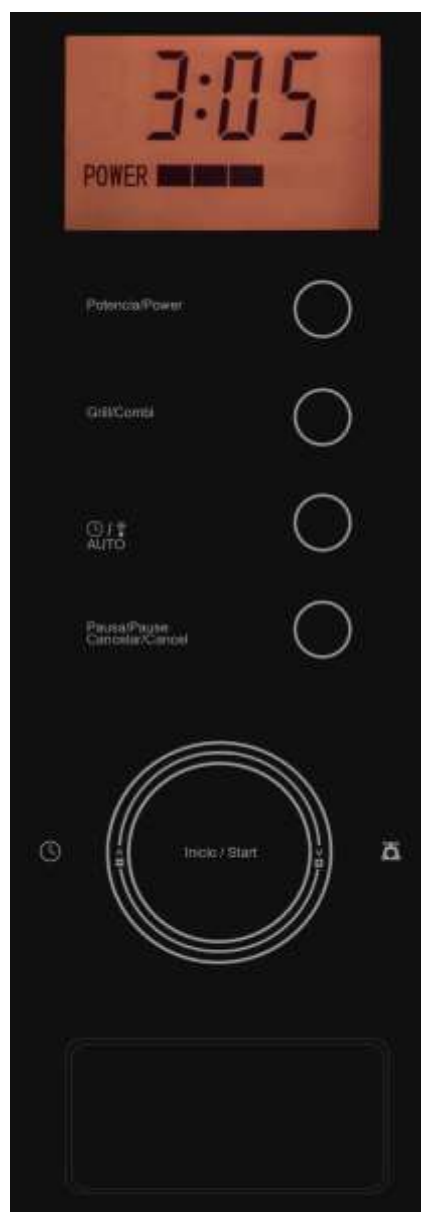 3:05
POWER
Potencia/Power
Grill/Combi
/
AUTO
Pausa/Pause
Cancelar/Cancel
Inicio / Start